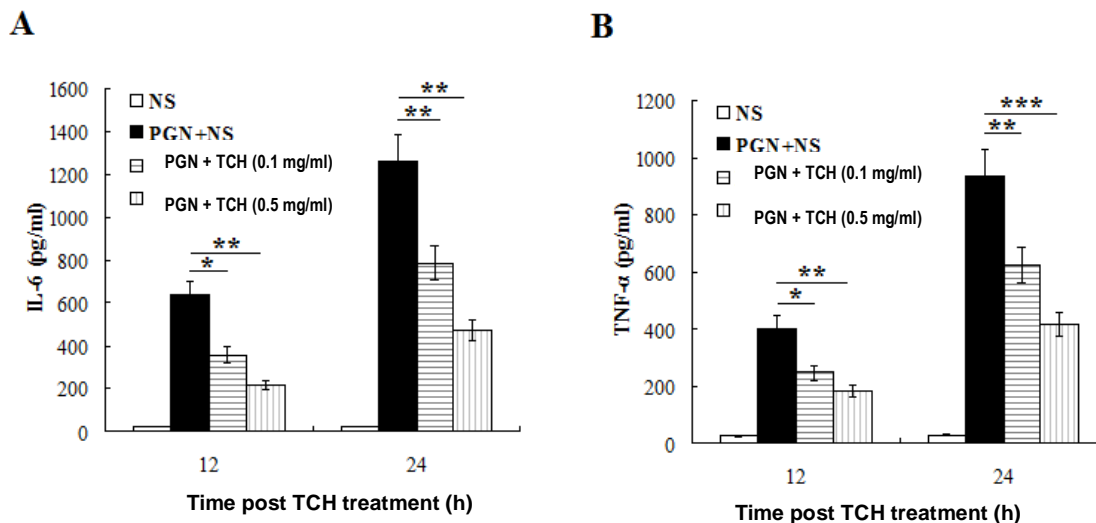 A
IL-6 (pg/ml)
1600
1400
1200
1000
800
600
400
200
0
NS
PGN+NS
PGN + TCH (0.1 mg/ml)
PGN + TCH (0.5 mg/ml)
*
**
**
**
12
24
Time post TCH treatment (h)
B
TNF-α (pg/ml)
1200
1000
800
600
400
200
0
NS
PGN+NS
PGN + TCH (0.1 mg/ml)
PGN + TCH (0.5 mg/ml)
**
*
***
**
12
24
Time post TCH treatment (h)